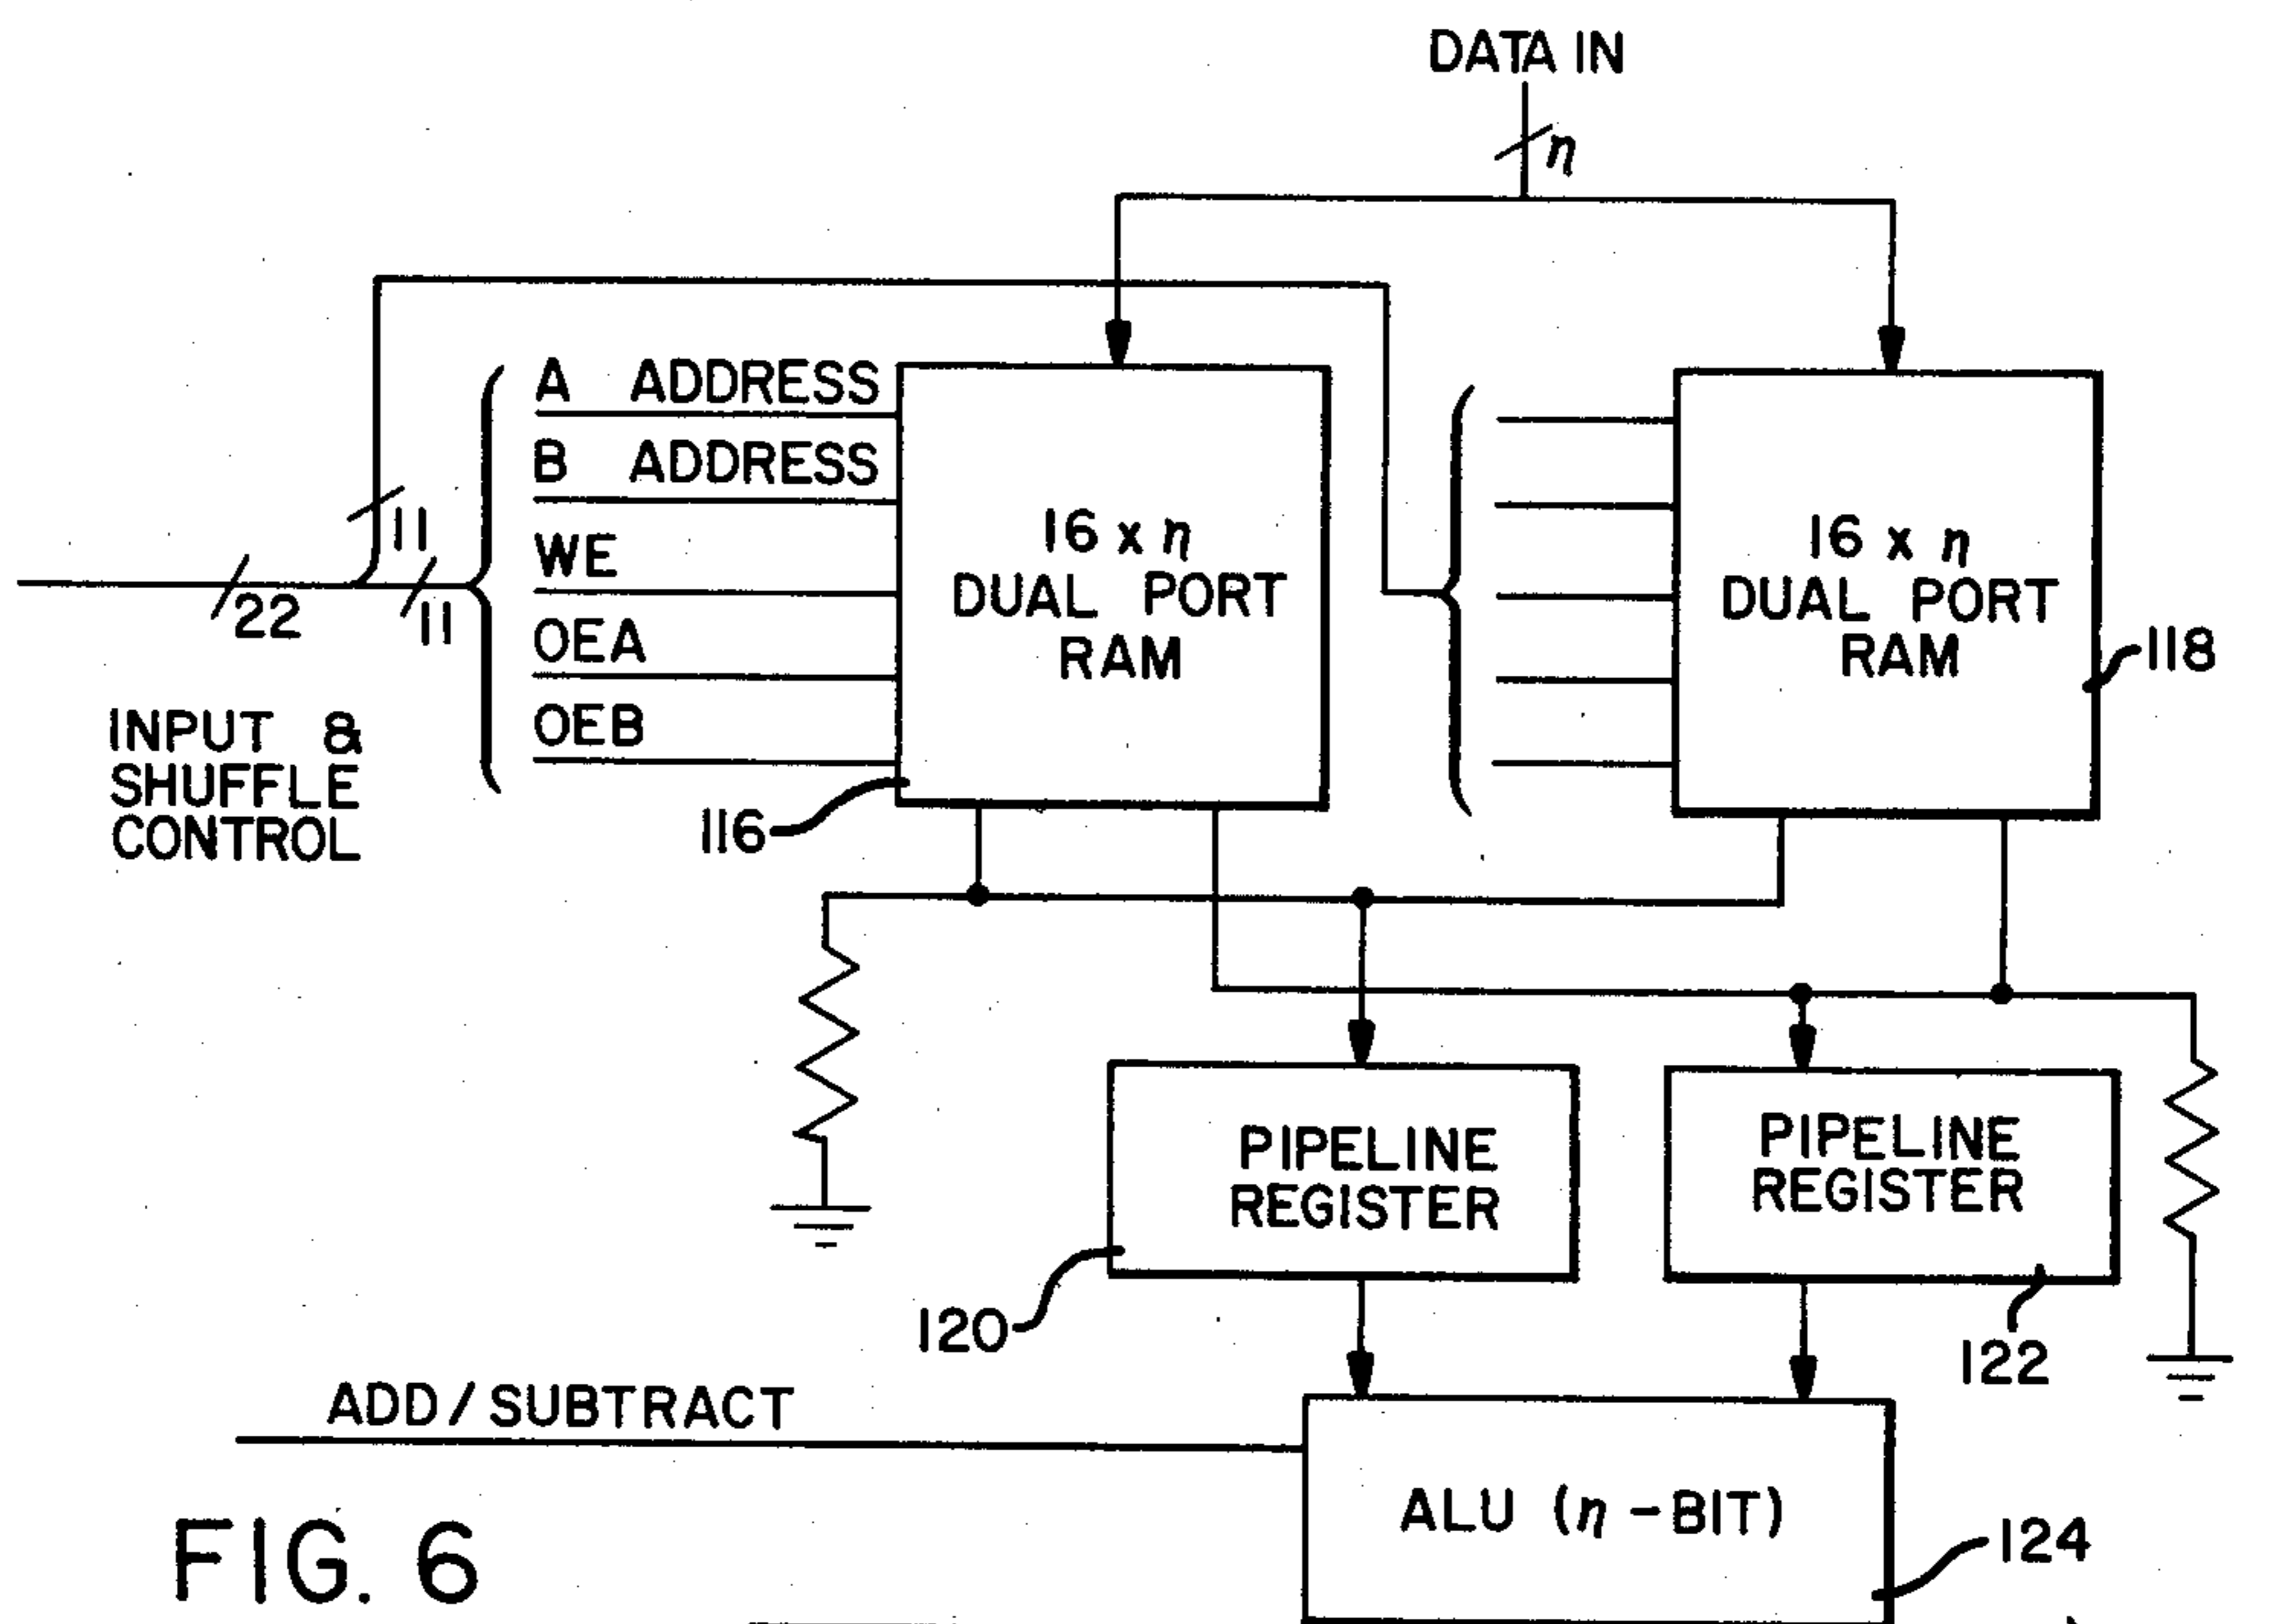 DATA IN
n
A ADDRESS
B ADDRESS
WE
OEA
OEB
11
22
11
INPUT &
SHUFFLE
CONTROL
16 x n
DUAL PORT
RAM
116
16 x n
DUAL PORT
RAM
118
PIPELINE
REGISTER
120
PIPELINE
REGISTER
122
ADD / SUBTRACT
ALU (n - BIT)
124
FIG. 6